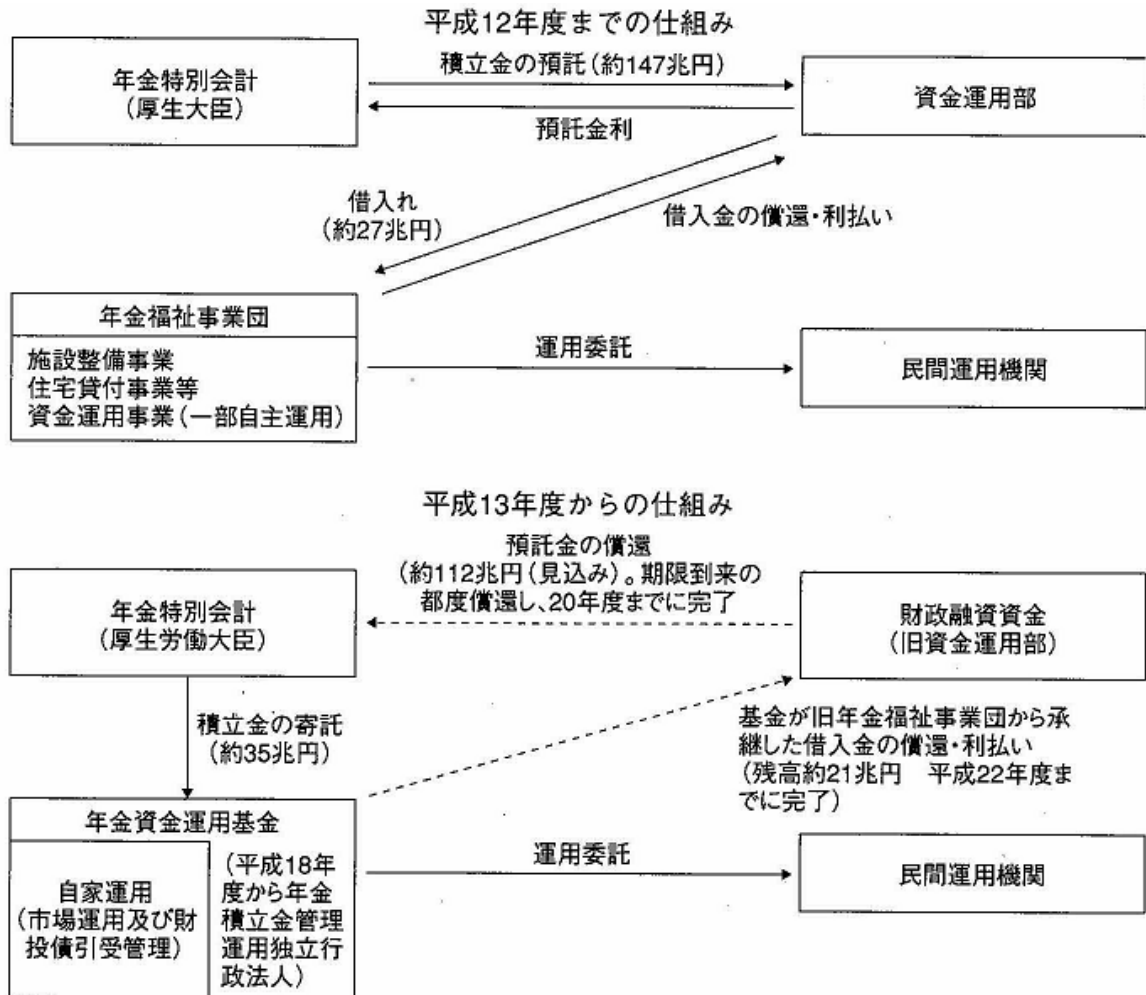 平成12年度までの仕組み
年金特別会計
(厚生大臣)
積立金の預託(約147兆円)
預託金利
資金運用部
借入れ
(約27兆円)
借入金の償還・利払い
年金福祉事業団
施設整備事業
住宅貸付事業等
資金運用事業(一部自主運用)
運用委託
民間運用機関
平成13年度からの仕組み
預託金の償還
(約112兆円(見込み)。期限到来の
都度償還し、20年度までに完了
年金特別会計
(厚生労働大臣)
財政融資資金
(旧資金運用部)
積立金の寄託
(約35兆円)
基金が旧年金福祉事業団から承
継した借入金の償還・利払い
(残高約21兆円 平成22年度ま
でに完了)
年金資金運用基金
自家運用
(市場運用及び財
投債引受管理)
(平成18年
度から年金
積立金管理
運用独立行
政法人)
運用委託
民間運用機関